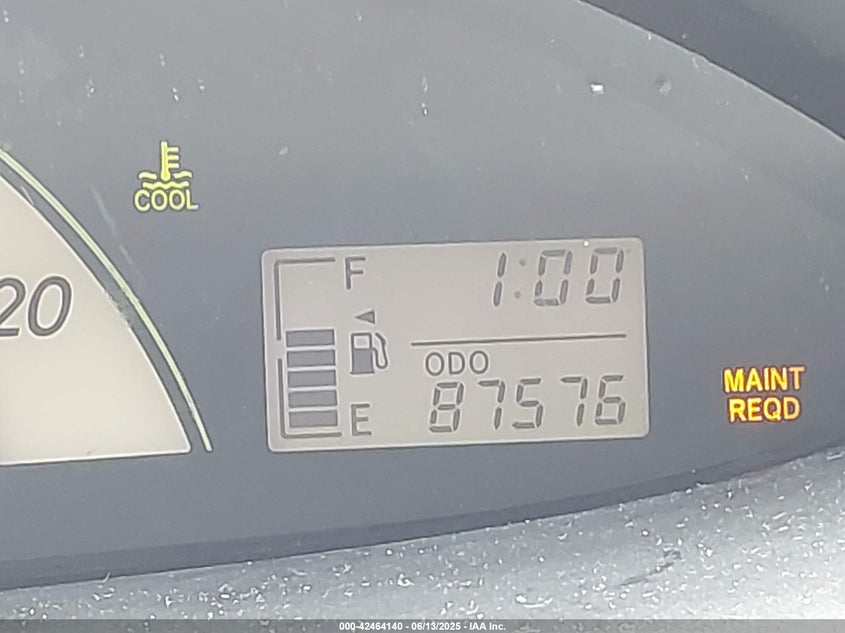 COOL
20
F
1:00
ODO
87576
E
MAINT
REQD
000-42464140 - 06/13/2025 - IAA Inc.